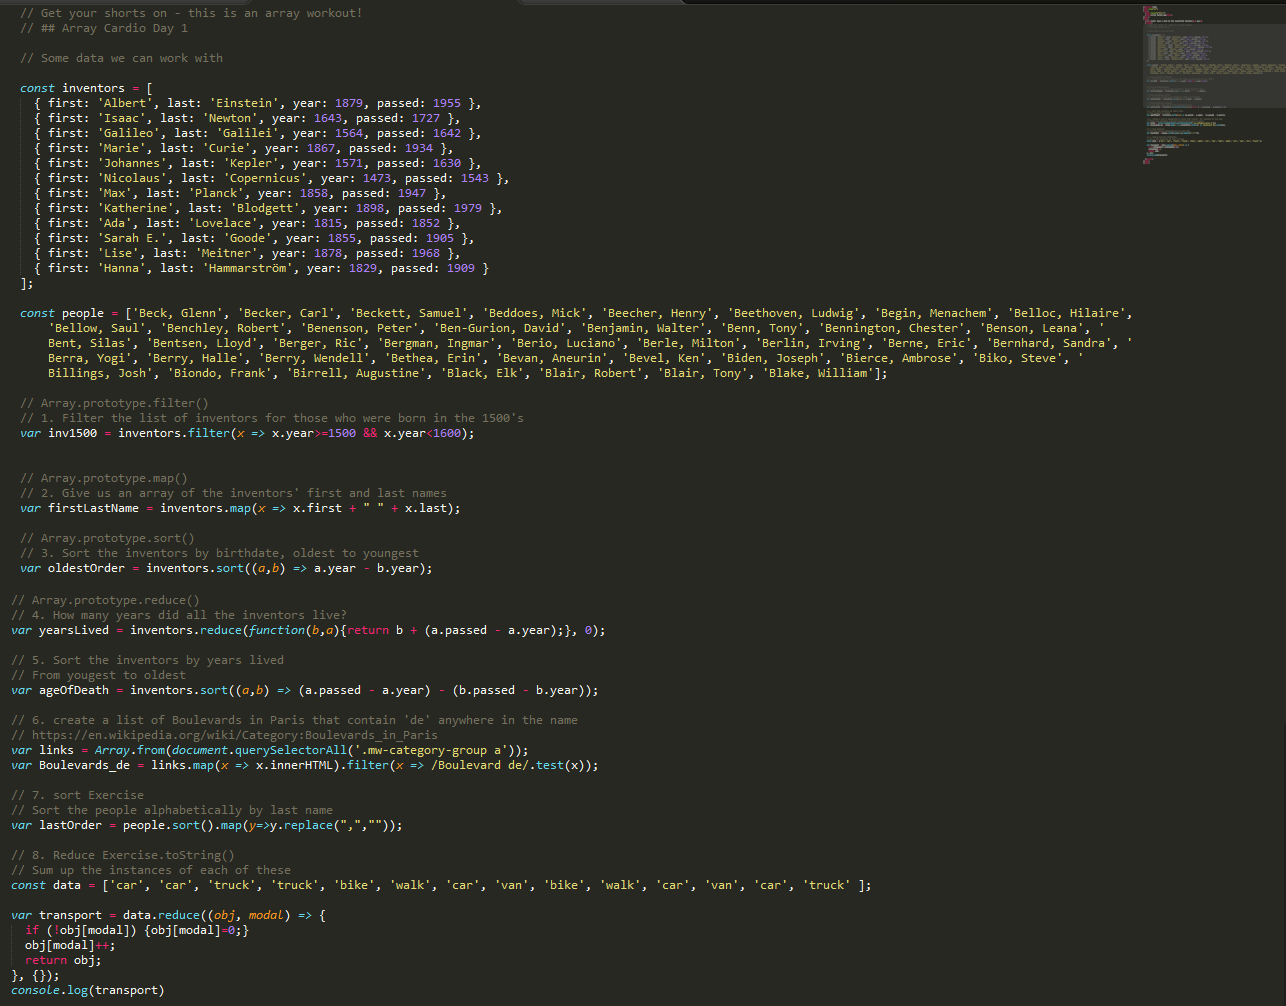 // Get your shorts on - this is an array workout!
// ## Array Cardio Day 1
// Some data we can work with
const inventors = [
{ first: 'Albert', last: 'Einstein', year: 1879, passed: 1955 },
{ first: 'Isaac', last: 'Newton', year: 1643, passed: 1727 },
{ first: 'Galileo', last: 'Galilei', year: 1564, passed: 1642 },
{ first: 'Marie', last: 'Curie', year: 1867, passed: 1934 },
{ first: 'Johannes', last: 'Kepler', year: 1571, passed: 1630 },
{ first: 'Nicolaus', last: 'Copernicus', year: 1473, passed: 1543 },
{ first: 'Max', last: 'Planck', year: 1858, passed: 1947 },
{ first: 'Katherine', last: 'Blodgett', year: 1898, passed: 1979 },
{ first: 'Ada', last: 'Lovelace', year: 1815, passed: 1852 },
{ first: 'Sarah E.', last: 'Goode', year: 1855, passed: 1905 },
{ first: 'Lise', last: 'Meitner', year: 1878, passed: 1968 },
{ first: 'Hanna', last: 'Hammarström', year: 1829, passed: 1909 }
];
const people = ['Beck, Glenn', 'Becker, Carl', 'Beckett, Samuel', 'Beddoes, Mick', 'Beecher, Henry', 'Beethoven, Ludwig', 'Begin, Menachem', 'Belloc, Hilaire',
'Bellow, Saul', 'Benchley, Robert', 'Benenson, Peter', 'Ben-Gurion, David', 'Benjamin, Walter', 'Benn, Tony', 'Bennington, Chester', 'Benson, Leana', '
Bent, Silas', 'Bentsen, Lloyd', 'Berger, Ric', 'Bergman, Ingmar', 'Berio, Luciano', 'Berle, Milton', 'Berlin, Irving', 'Berne, Eric', 'Bernhard, Sandra', '
Berra, Yogi', 'Berry, Halle', 'Berry, Wendell', 'Bethea, Erin', 'Bevan, Aneurin', 'Bevel, Ken', 'Biden, Joseph', 'Bierce, Ambrose', 'Biko, Steve', '
Billings, Josh', 'Biondo, Frank', 'Birrell, Augustine', 'Black, Elk', 'Blair, Robert', 'Blair, Tony', 'Blake, William'];
// Array.prototype.filter()
// 1. Filter the list of inventors for those who were born in the 1500's
var inv1500 = inventors.filter(x => x.year>=1500 && x.year<1600);
// Array.prototype.map()
// 2. Give us an array of the inventors' first and last names
var firstLastName = inventors.map(x => x.first + " " + x.last);
// Array.prototype.sort()
// 3. Sort the inventors by birthdate, oldest to youngest
var oldestOrder = inventors.sort((a,b) => a.year - b.year);
// Array.prototype.reduce()
// 4. How many years did all the inventors live?
var yearsLived = inventors.reduce(function(b,a){return b + (a.passed - a.year);}, 0);
// 5. Sort the inventors by years lived
// From yougest to oldest
var ageOfDeath = inventors.sort((a,b) => (a.passed - a.year) - (b.passed - b.year));
// 6. create a list of Boulevards in Paris that contain 'de' anywhere in the name
// https://en.wikipedia.org/wiki/Category:Boulevards_in_Paris
var links = Array.from(document.querySelectorAll('.mw-category-group a'));
var Boulevards_de = links.map(x => x.innerHTML).filter(x => /Boulevard de/.test(x));
// 7. sort Exercise
// Sort the people alphabetically by last name
var lastOrder = people.sort().map(y=>y.replace(",",""));
// 8. Reduce Exercise.toString()
// Sum up the instances of each of these
const data = ['car', 'car', 'truck', 'truck', 'bike', 'walk', 'car', 'van', 'bike', 'walk', 'car', 'van', 'car', 'truck' ];
var transport = data.reduce((obj, modal) => {
if (!obj[modal]) {obj[modal]=0;}
obj[modal]++;
return obj;
}, {});
console.log(transport)